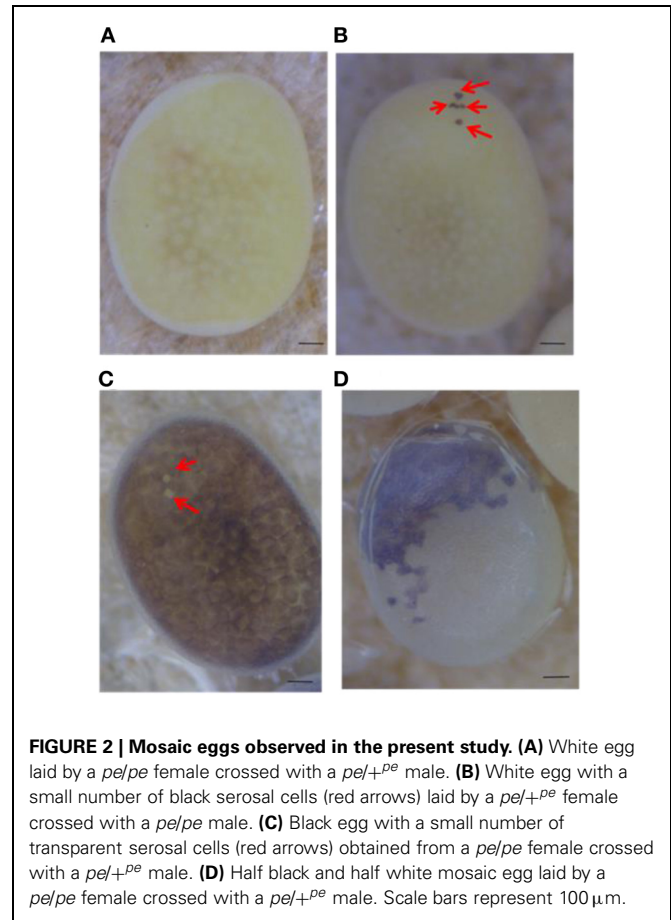 A
B
C
D
FIGURE 2 | Mosaic eggs observed in the present study. (A) White egg
laid by a pe/pe female crossed with a pe/+pe male. (B) White egg with a
small number of black serosal cells (red arrows) laid by a pe/+pe female
crossed with a pe/pe male. (C) Black egg with a small number of
transparent serosal cells (red arrows) obtained from a pe/pe female crossed
with a pe/+pe male. (D) Half black and half white mosaic egg laid by a
pe/pe female crossed with a pe/+pe male. Scale bars represent 100 μm.